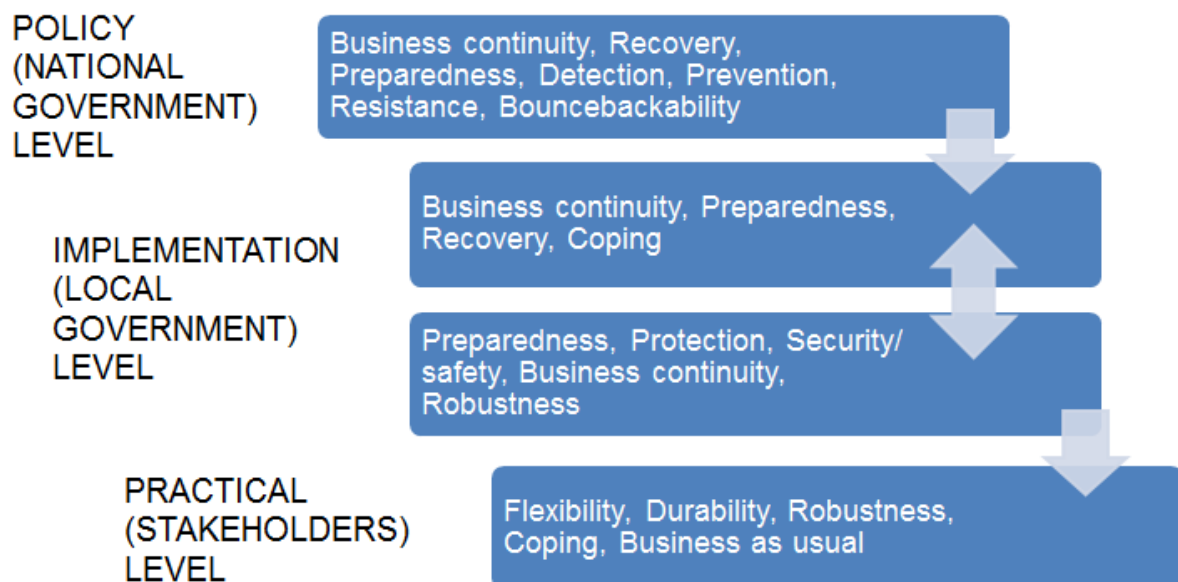 POLICY
(NATIONAL
GOVERNMENT)
LEVEL
Business continuity, Recovery,
Preparedness, Detection, Prevention,
Resistance, Bouncebackability
IMPLEMENTATION
(LOCAL
GOVERNMENT)
LEVEL
Business continuity, Preparedness,
Recovery, Coping
Preparedness, Protection, Security/
safety, Business continuity,
Robustness
PRACTICAL
(STAKEHOLDERS)
LEVEL
Flexibility, Durability, Robustness,
Coping, Business as usual